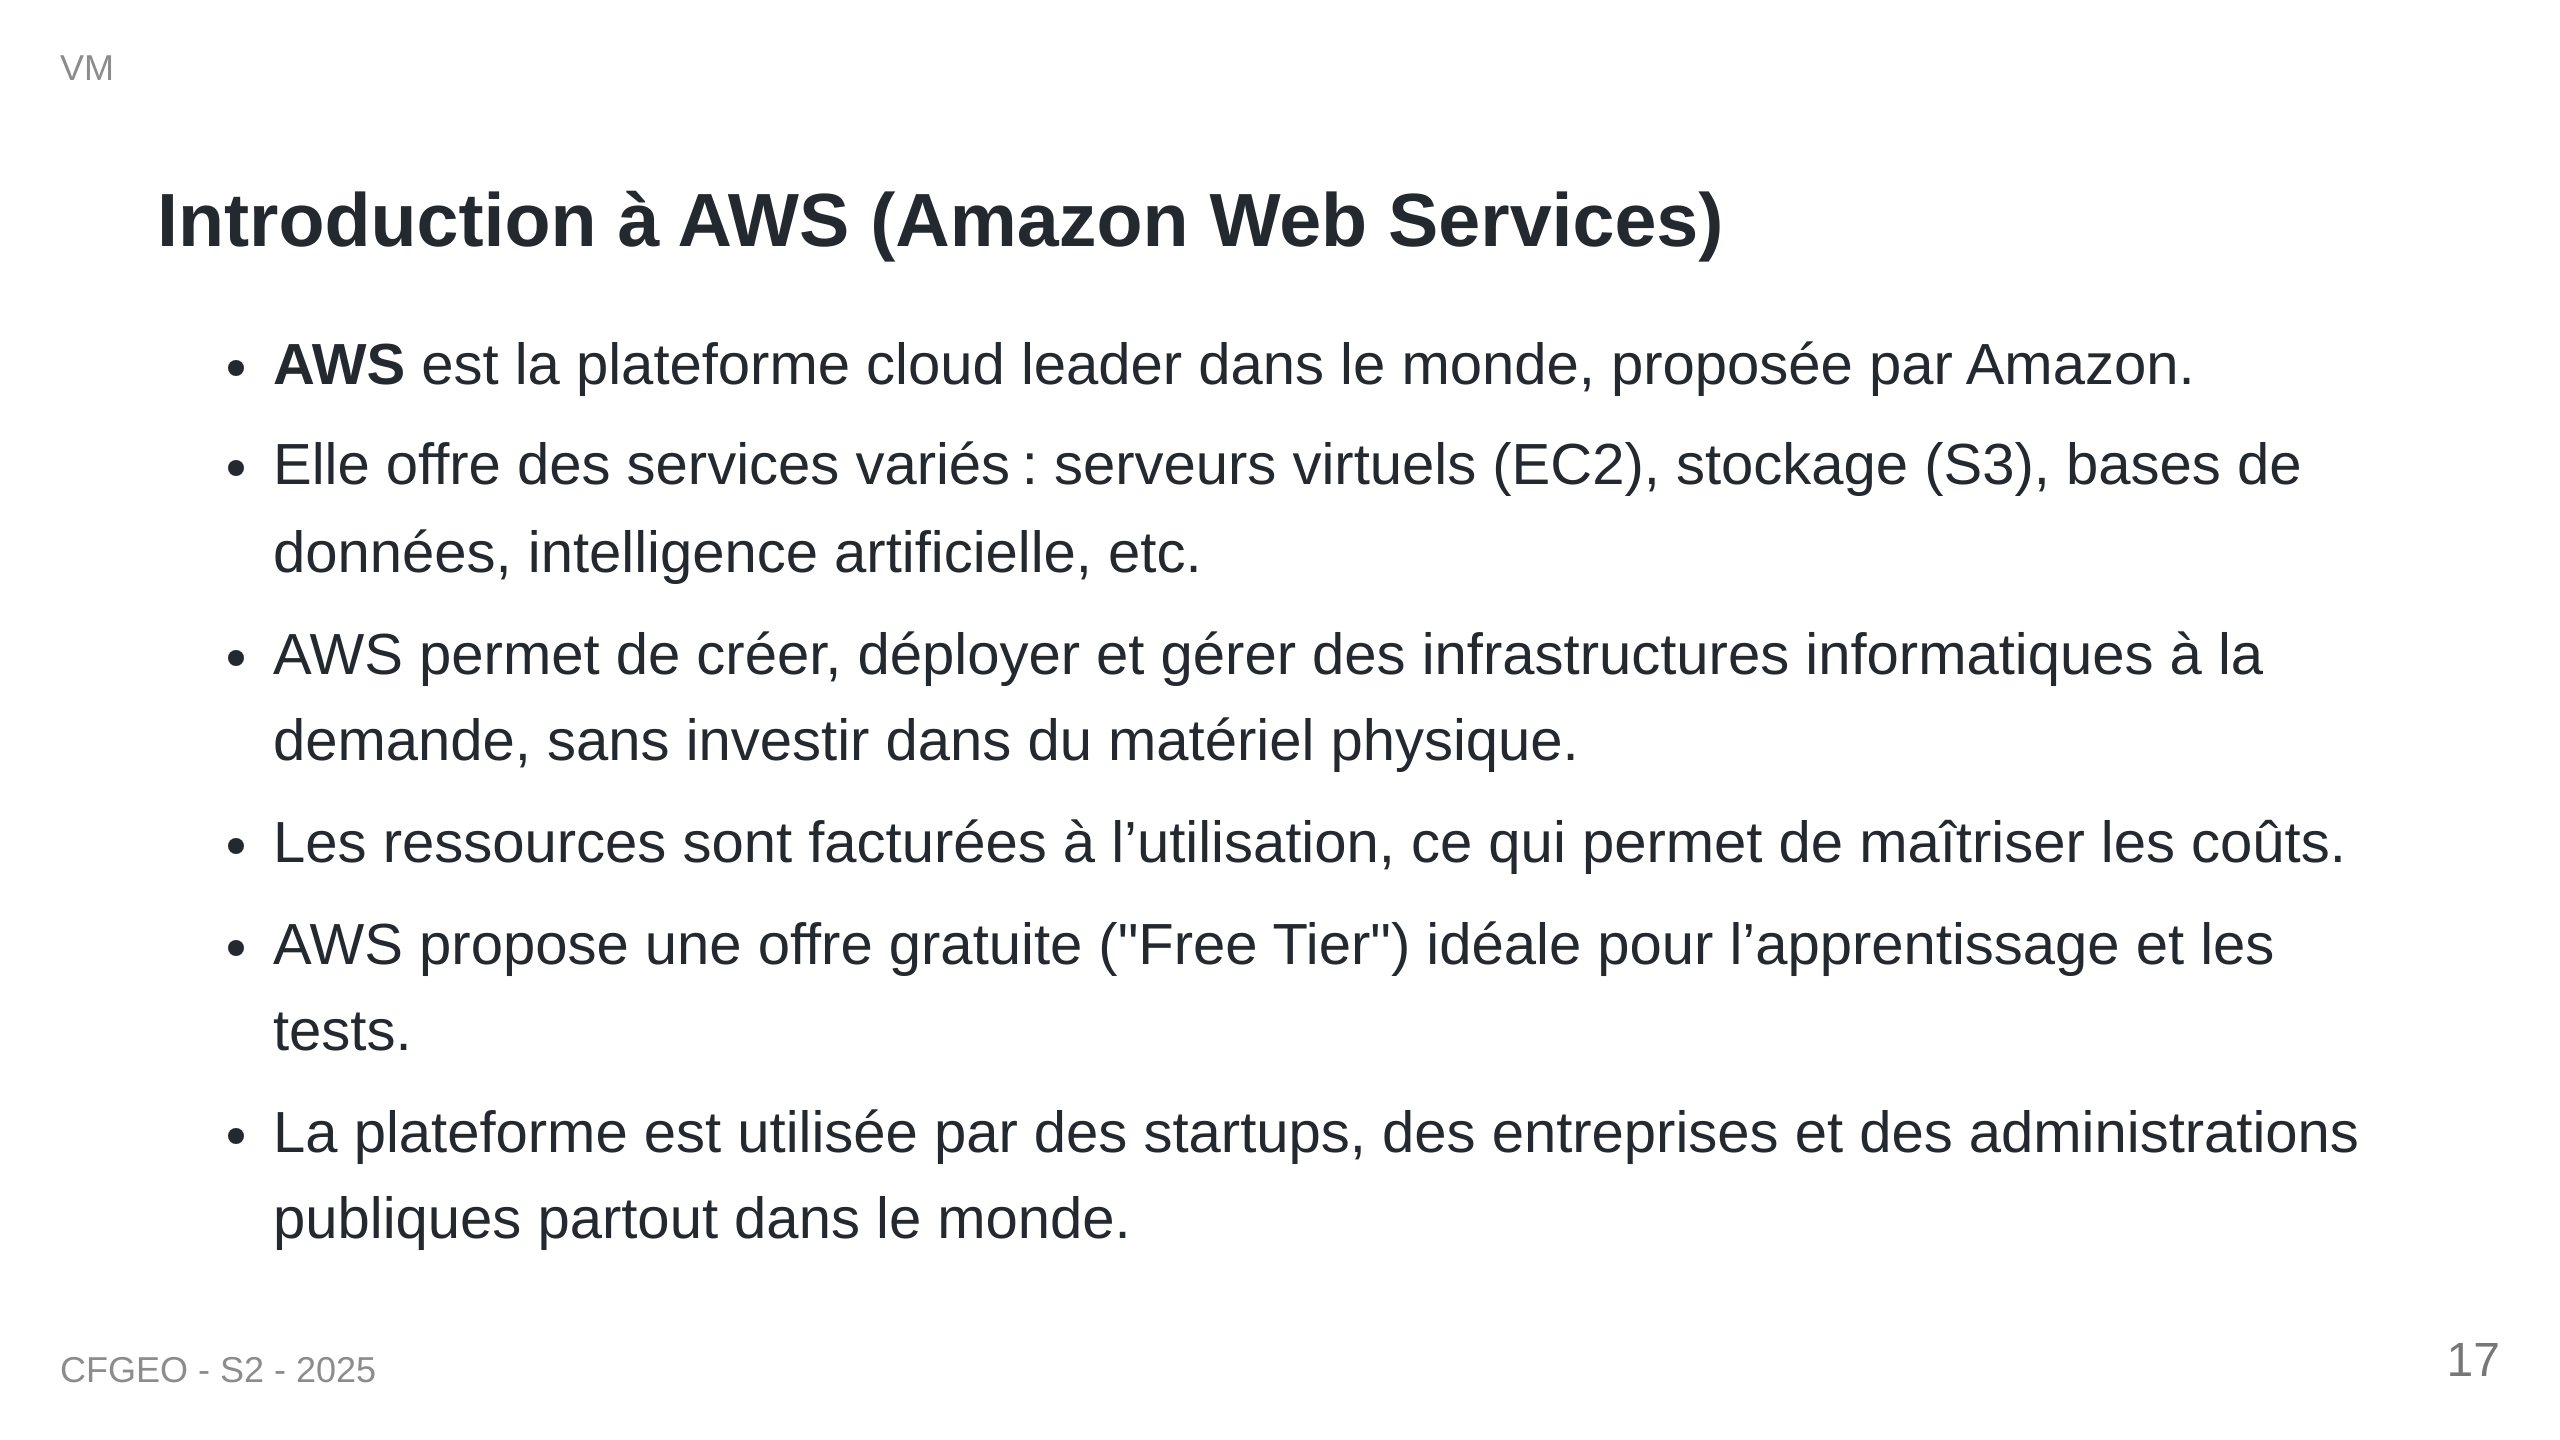 VM
Introduction à AWS (Amazon Web Services)
• AWS est la plateforme cloud leader dans le monde, proposée par Amazon.
• Elle offre des services variés : serveurs virtuels (EC2), stockage (S3), bases de
données, intelligence artificielle, etc.
• AWS permet de créer, déployer et gérer des infrastructures informatiques à la
demande, sans investir dans du matériel physique.
• Les ressources sont facturées à l’utilisation, ce qui permet de maîtriser les coûts.
• AWS propose une offre gratuite ("Free Tier") idéale pour l’apprentissage et les
tests.
• La plateforme est utilisée par des startups, des entreprises et des administrations
publiques partout dans le monde.
CFGEO - S2 - 2025
17